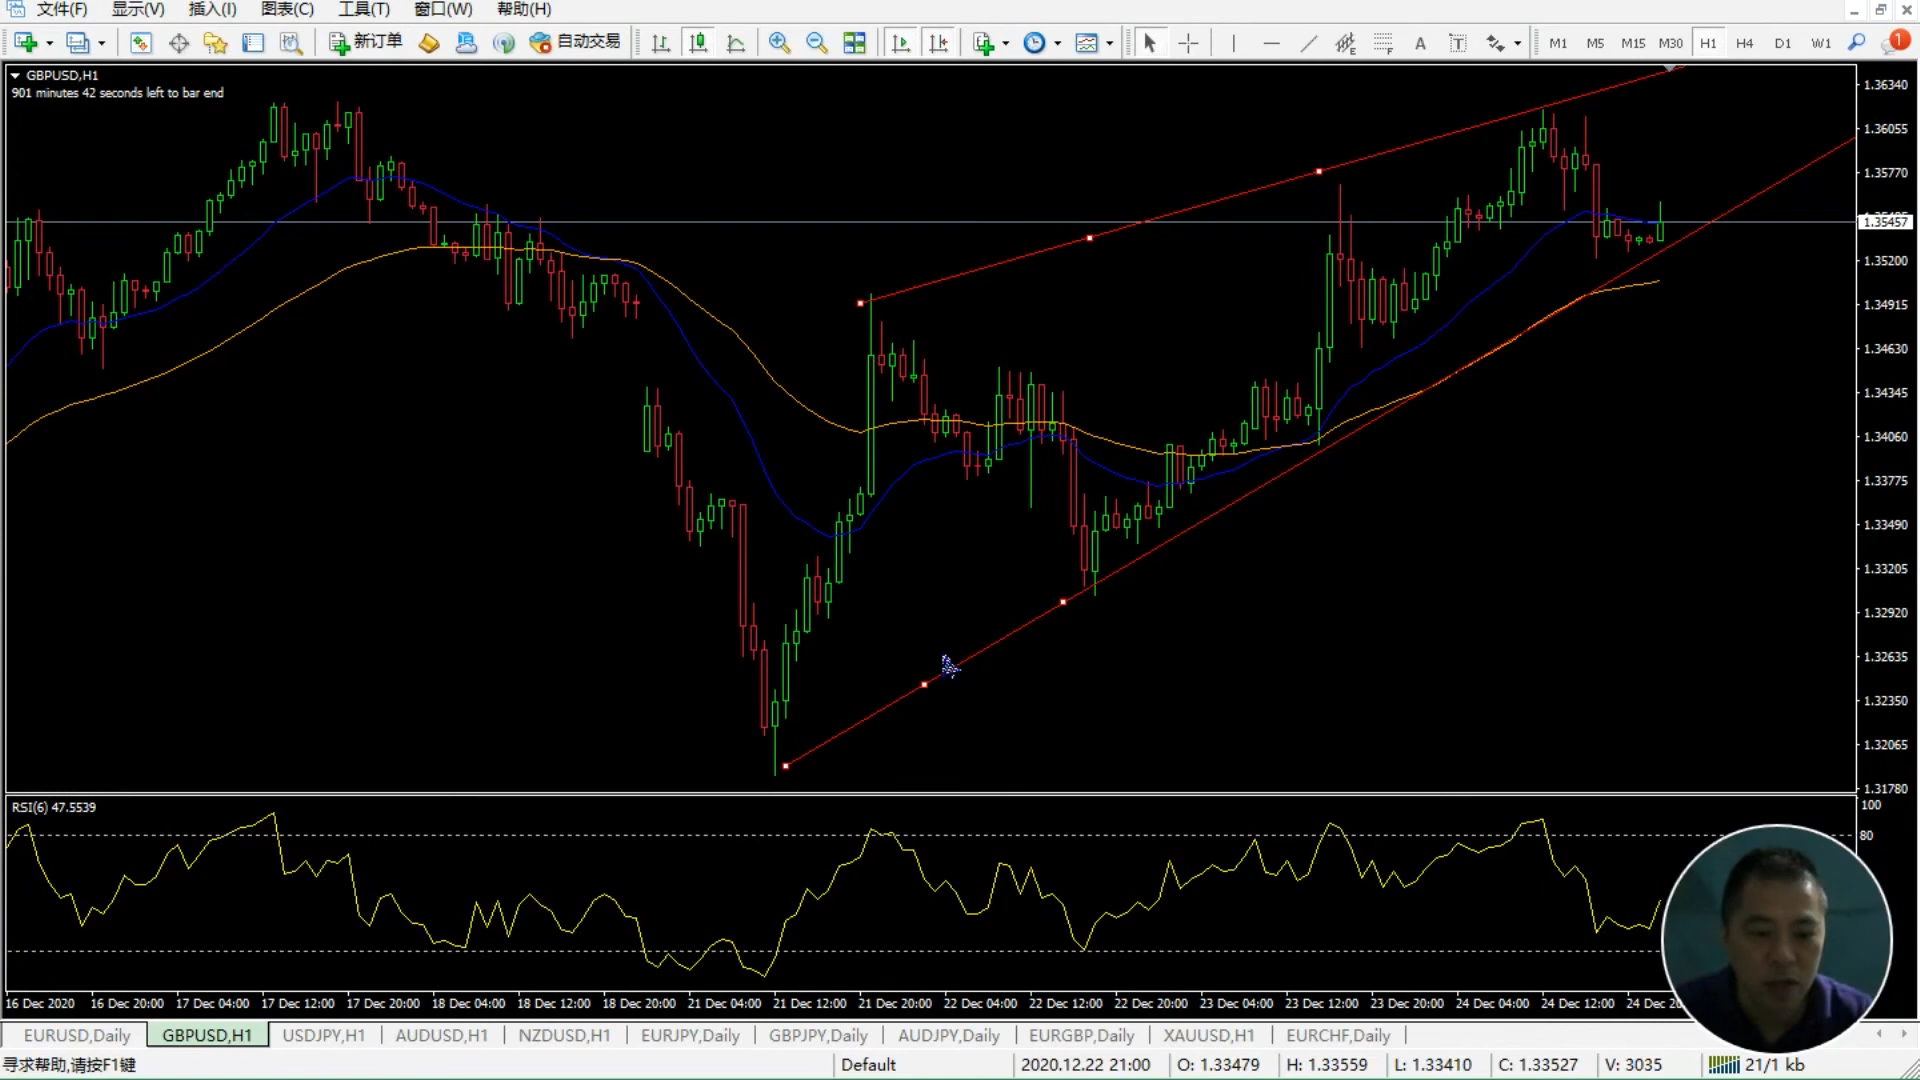 文件(F) 显示(V) 插入(I) 图表(C) 工具(T) 窗口(W) 帮助(H)
新订单 自动交易 A T M1 M5 M15 M30 H1 H4 D1 W1 1
GBPUSD,H1
901 minutes 42 seconds left to bar end
1.36340
1.36055
1.35770
1.35457
1.35200
1.34915
1.34630
1.34345
1.34060
1.33775
1.33490
1.33205
1.32920
1.32635
1.32350
1.32065
1.31780
RSI(6) 47.5539
100
80
16 Dec 2020 16 Dec 20:00 17 Dec 04:00 17 Dec 12:00 17 Dec 20:00 18 Dec 04:00 18 Dec 12:00 18 Dec 20:00 21 Dec 04:00 21 Dec 12:00 21 Dec 20:00 22 Dec 04:00 22 Dec 12:00 22 Dec 20:00 23 Dec 04:00 23 Dec 12:00 23 Dec 20:00 24 Dec 04:00 24 Dec 12:00 24 Dec
EURUSD,Daily GBPUSD,H1 USDJPY,H1 AUDUSD,H1 NZDUSD,H1 EURJPY,Daily GBPJPY,Daily AUDJPY,Daily EURGBP,Daily XAUUSD,H1 EURCHF,Daily
寻求帮助,请按F1键 Default 2020.12.22 21:00 O: 1.33479 H: 1.33559 L: 1.33410 C: 1.33527 V: 3035 21/1 kb